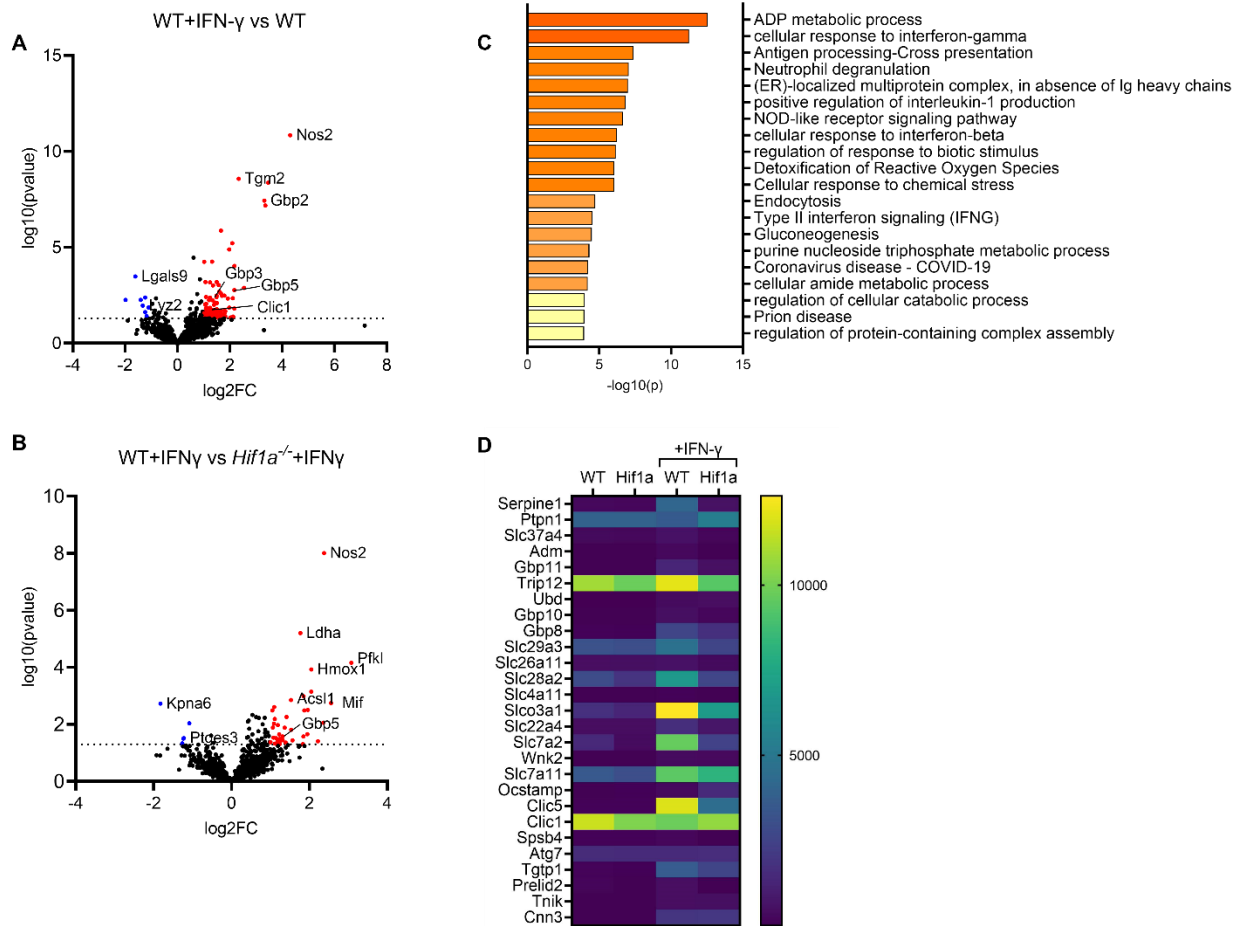 WT+IFN-γ vs WT
A
15
10
5
0
-4
-2
0
2
4
6
8
log10(pvalue)
log2FC
Nos2
Tgm2
Gbp2
Lgals9
Gbp3
Gbp5
Lyz2
Clic1
B
WT+IFNγ vs Hif1a-/-+IFNγ
10
8
6
4
2
0
-4
-2
0
2
4
log10(pvalue)
log2FC
Nos2
Ldha
Pfkl
Hmox1
Acsl1
Mif
Kpna6
Gbp5
Ptges3
C
ADP metabolic process
cellular response to interferon-gamma
Antigen processing-Cross presentation
Neutrophil degranulation
(ER)-localized multiprotein complex, in absence of Ig heavy chains
positive regulation of interleukin-1 production
NOD-like receptor signaling pathway
cellular response to interferon-beta
regulation of response to biotic stimulus
Detoxification of Reactive Oxygen Species
Cellular response to chemical stress
Endocytosis
Type II interferon signaling (IFNG)
Gluconeogenesis
purine nucleoside triphosphate metabolic process
Coronavirus disease - COVID-19
cellular amide metabolic process
regulation of cellular catabolic process
Prion disease
regulation of protein-containing complex assembly
0
5
10
15
-log10(p)
D
+IFN-γ
WT
Hif1a
WT
Hif1a
Serpine1
Ptpn1
Slc37a4
Adm
Gbp11
Trip12
Ubd
Gbp10
Gbp8
Slc29a3
Slc26a11
Slc28a2
Slc4a11
Slco3a1
Slc22a4
Slc7a2
Wnk2
Slc7a11
Ocstamp
Clic5
Clic1
Spsb4
Atg7
Tgtp1
Prelid2
Tnik
Cnn3
10000
5000